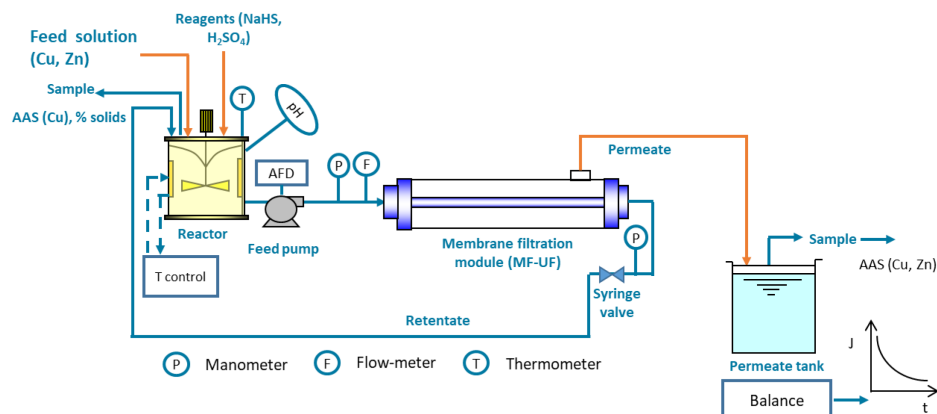 Feed solution
(Cu, Zn)
Reagents (NaHS,
H2SO4)
Sample
AAS (Cu), % solids
T
pH
AFD
P
F
Permeate
Reactor
Feed pump
Membrane filtration
module (MF-UF)
P
T control
Syringe
valve
Retentate
Sample
AAS (Cu, Zn)
P Manometer
F Flow-meter
T Thermometer
Permeate tank
Balance
J
t